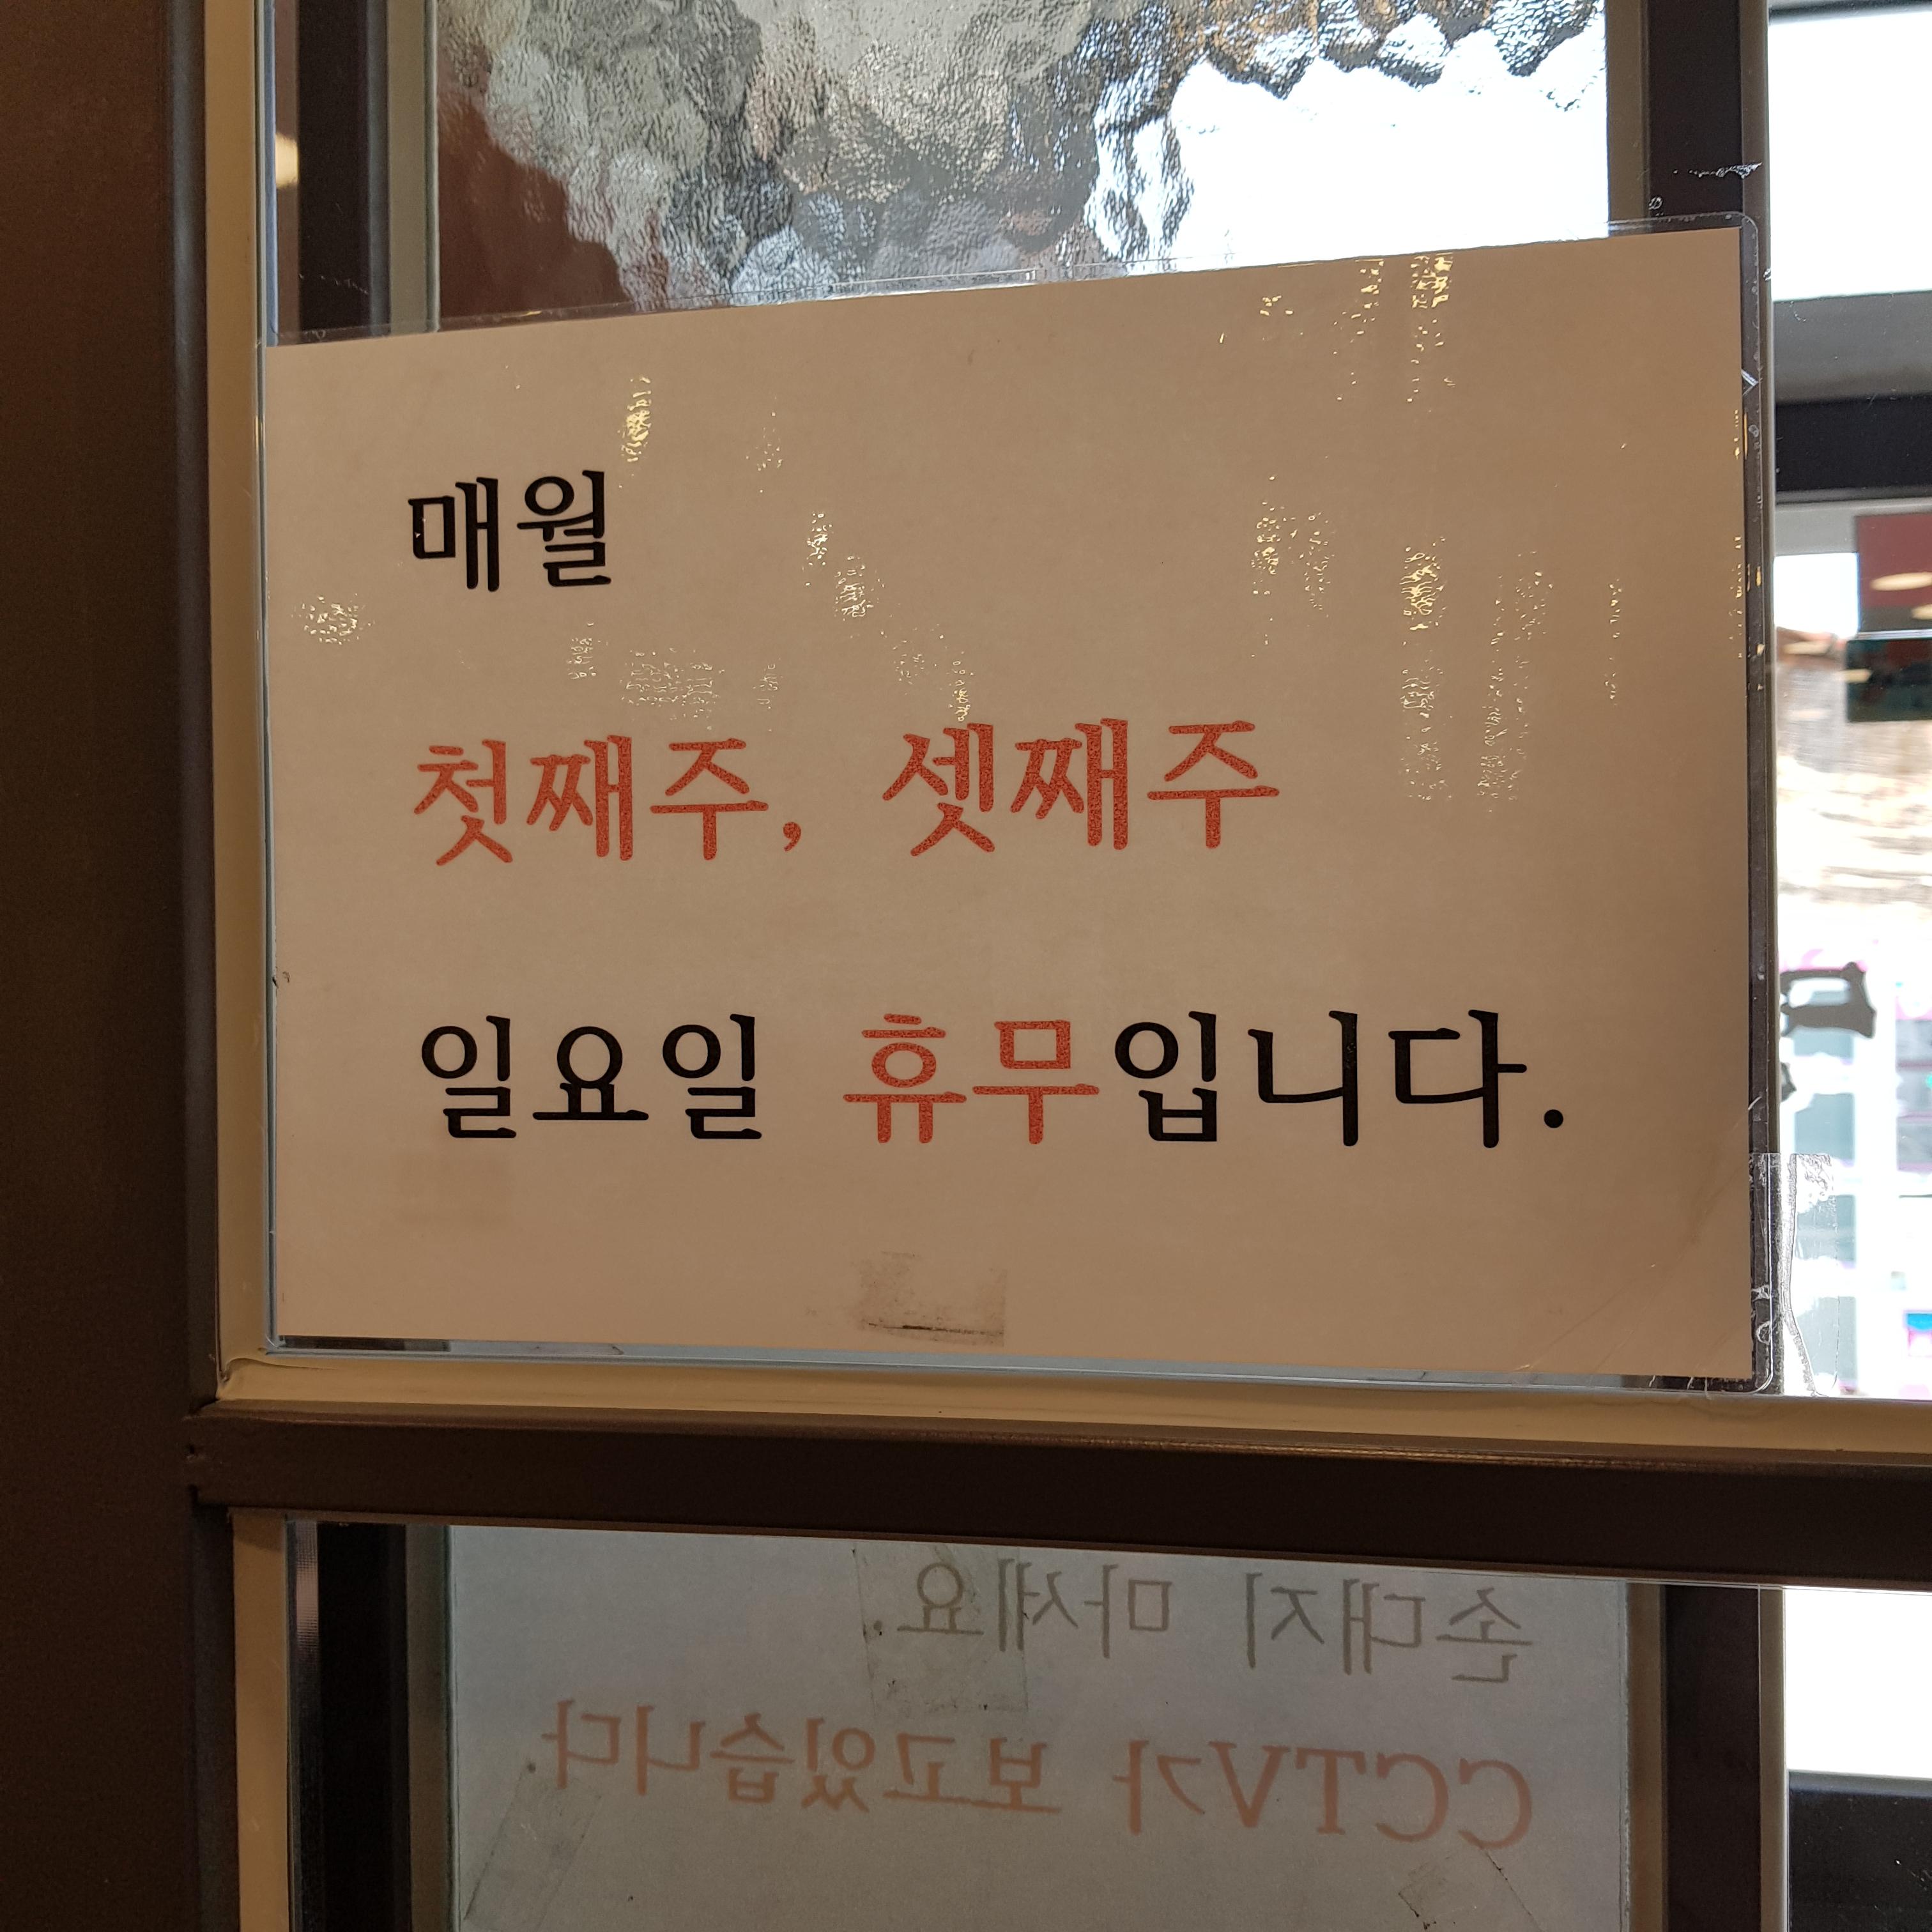 매월
첫째주, 셋째주
일요일 휴무입니다.
손대지 마세요.
CCTV가 보고있습니다.